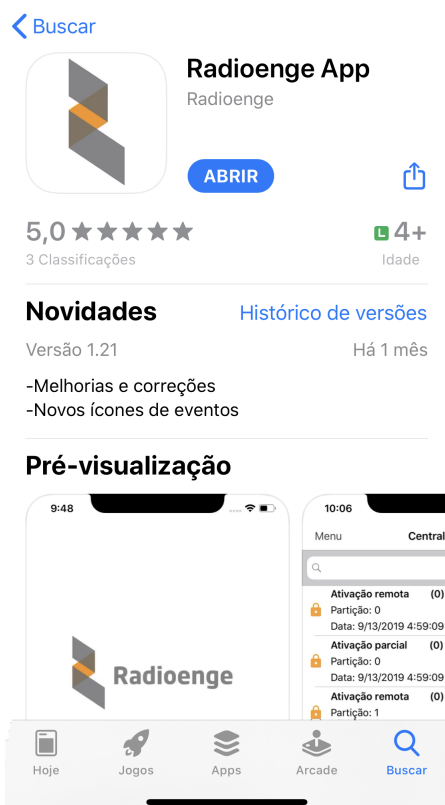 Buscar
Radioenge App
Radioenge
ABRIR
5,0
L 4+
3 Classificações
Idade
Novidades
Histórico de versões
Versão 1.21
Há 1 mês
-Melhorias e correções
-Novos ícones de eventos
Pré-visualização
9:48
Radioenge
10:06
Menu
Central
Ativação remota (0)
Partição: 0
Data: 9/13/2019 4:59:09
Ativação parcial (0)
Partição: 0
Data: 9/13/2019 4:59:09
Ativação remota (0)
Partição: 1
Hoje
Jogos
Apps
Arcade
Buscar